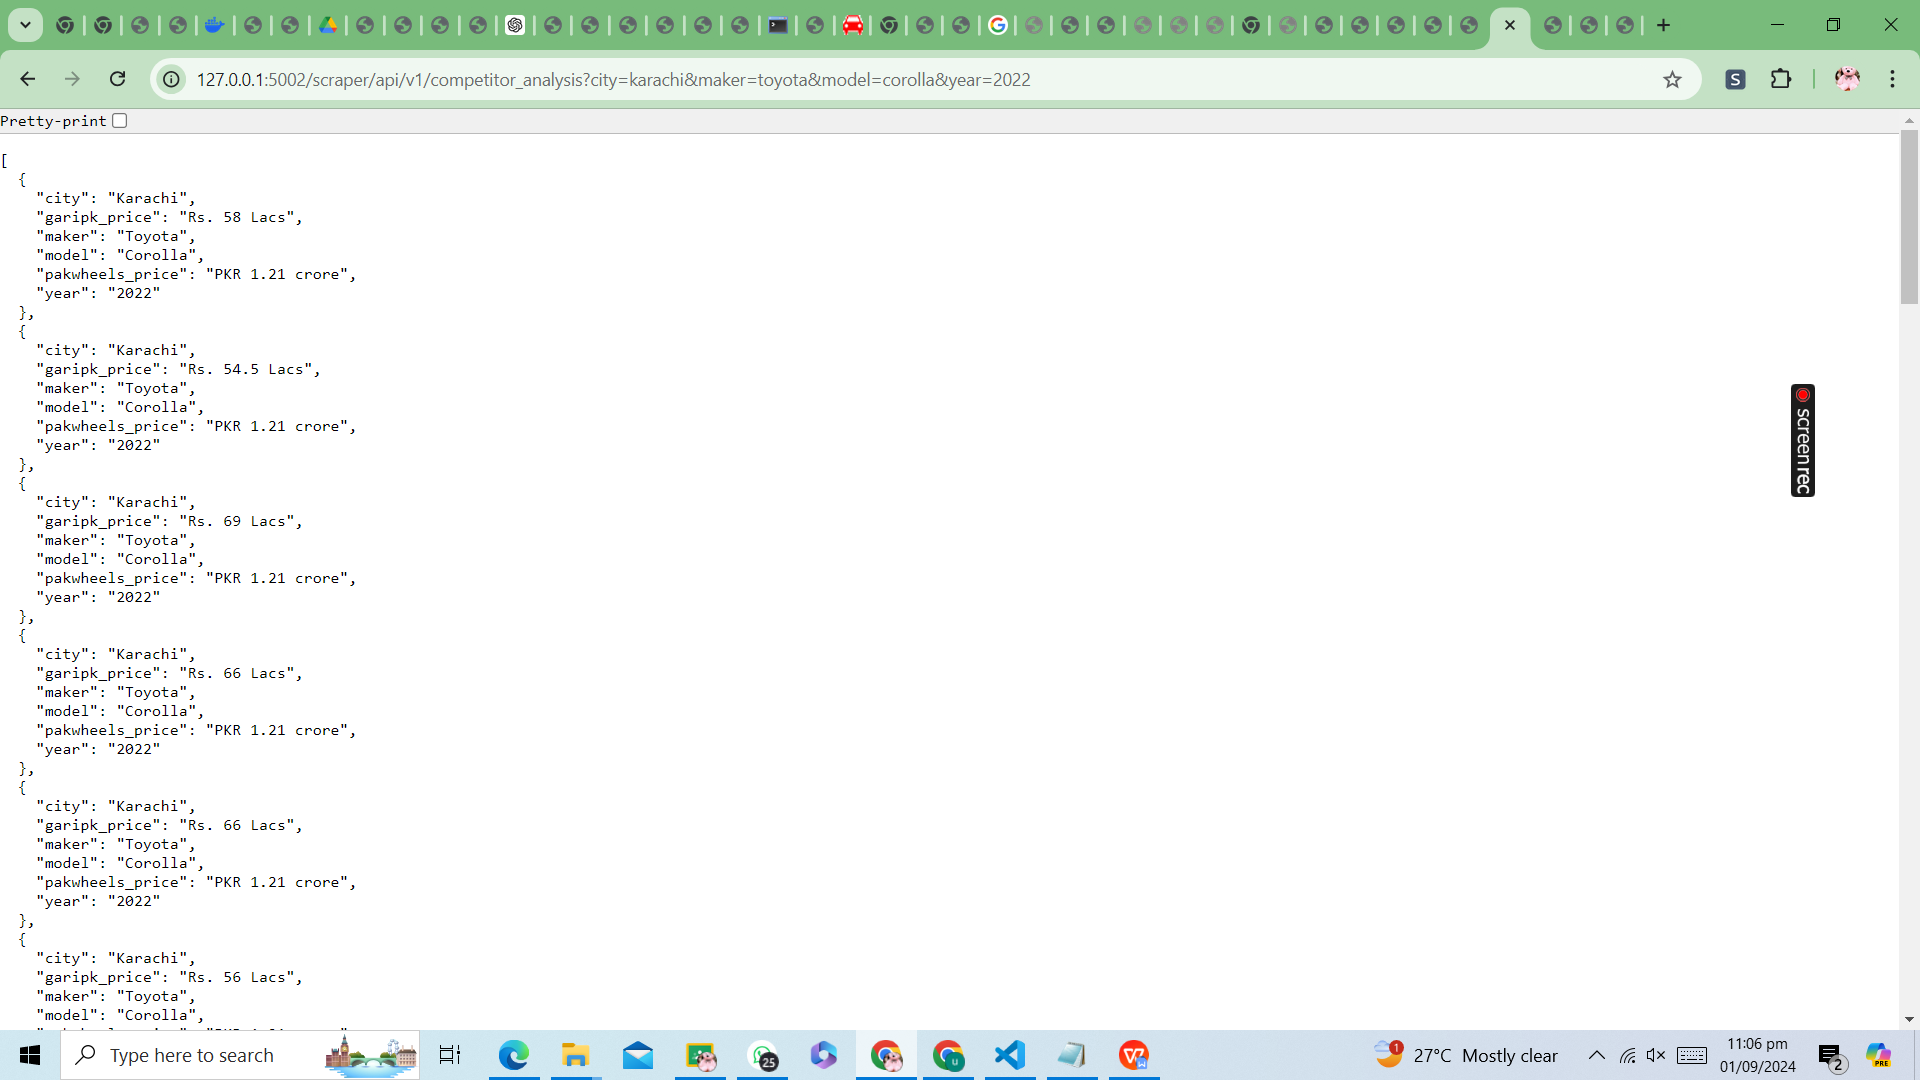 127.0.0.1:5002/scraper/api/v1/competitor_analysis?city=karachi&maker=toyota&model=corolla&year=2022
S
Pretty-print
[
  {
    "city": "Karachi",
    "garipk_price": "Rs. 58 Lacs",
    "maker": "Toyota",
    "model": "Corolla",
    "pakwheels_price": "PKR 1.21 crore",
    "year": "2022"
  },
  {
    "city": "Karachi",
    "garipk_price": "Rs. 54.5 Lacs",
    "maker": "Toyota",
    "model": "Corolla",
    "pakwheels_price": "PKR 1.21 crore",
    "year": "2022"
  },
  {
    "city": "Karachi",
    "garipk_price": "Rs. 69 Lacs",
    "maker": "Toyota",
    "model": "Corolla",
    "pakwheels_price": "PKR 1.21 crore",
    "year": "2022"
  },
  {
    "city": "Karachi",
    "garipk_price": "Rs. 66 Lacs",
    "maker": "Toyota",
    "model": "Corolla",
    "pakwheels_price": "PKR 1.21 crore",
    "year": "2022"
  },
  {
    "city": "Karachi",
    "garipk_price": "Rs. 66 Lacs",
    "maker": "Toyota",
    "model": "Corolla",
    "pakwheels_price": "PKR 1.21 crore",
    "year": "2022"
  },
  {
    "city": "Karachi",
    "garipk_price": "Rs. 56 Lacs",
    "maker": "Toyota",
    "model": "Corolla",
screenrec
Type here to search
25
u
1
27°C Mostly clear
11:06 pm
01/09/2024
2
PRE